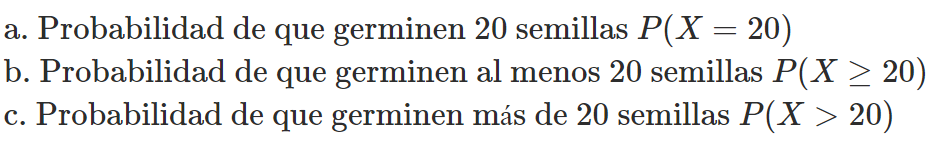 a. Probabilidad de que germinen 20 semillas P(X = 20)
b. Probabilidad de que germinen al menos 20 semillas P(X ≥ 20)
c. Probabilidad de que germinen más de 20 semillas P(X > 20)